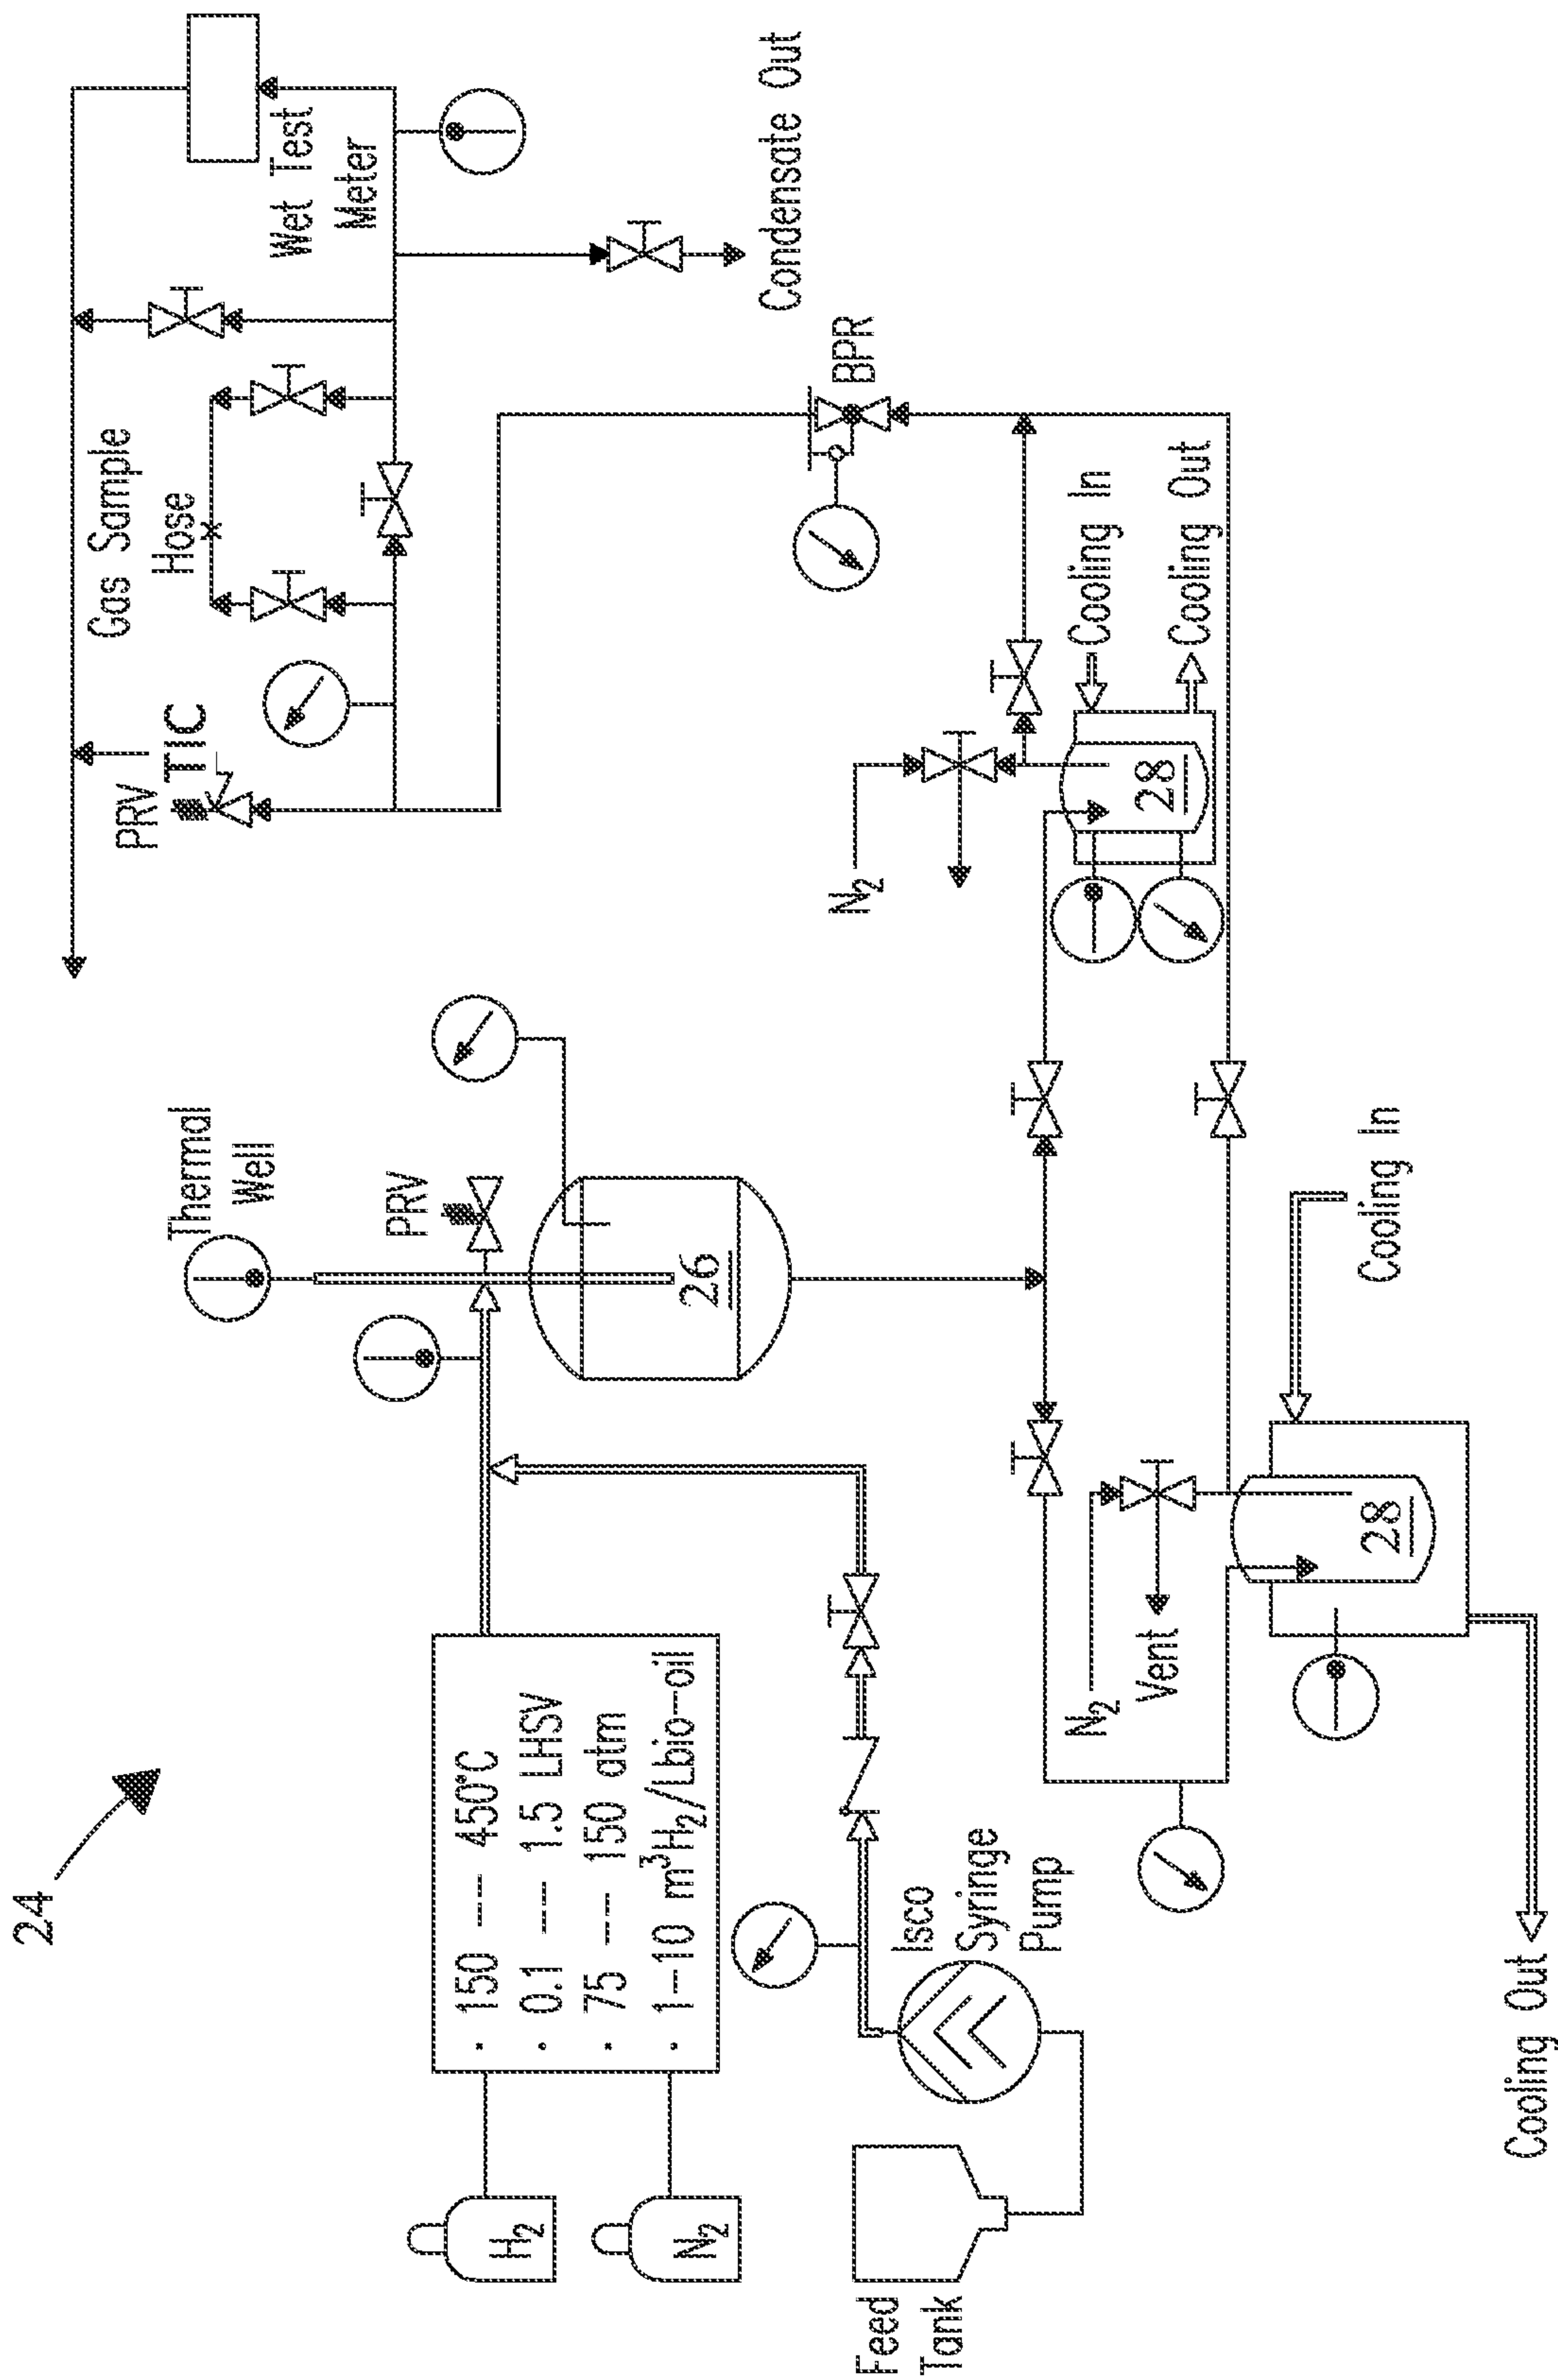 24
H2
N2
• 150 --- 450°C
• 0.1 --- 1.5 LHSV
• 75 --- 150 atm
• 1-10 m³H2/Lbio-oil
Feed
Tank
Isco
Syringe
Pump
Thermal
Well
PRV
26
N2
Vent
28
Cooling In
Cooling Out
N2
28
Cooling In
Cooling Out
BPR
PRV
TIC
Gas Sample
Hose
Wet Test
Meter
Condensate Out